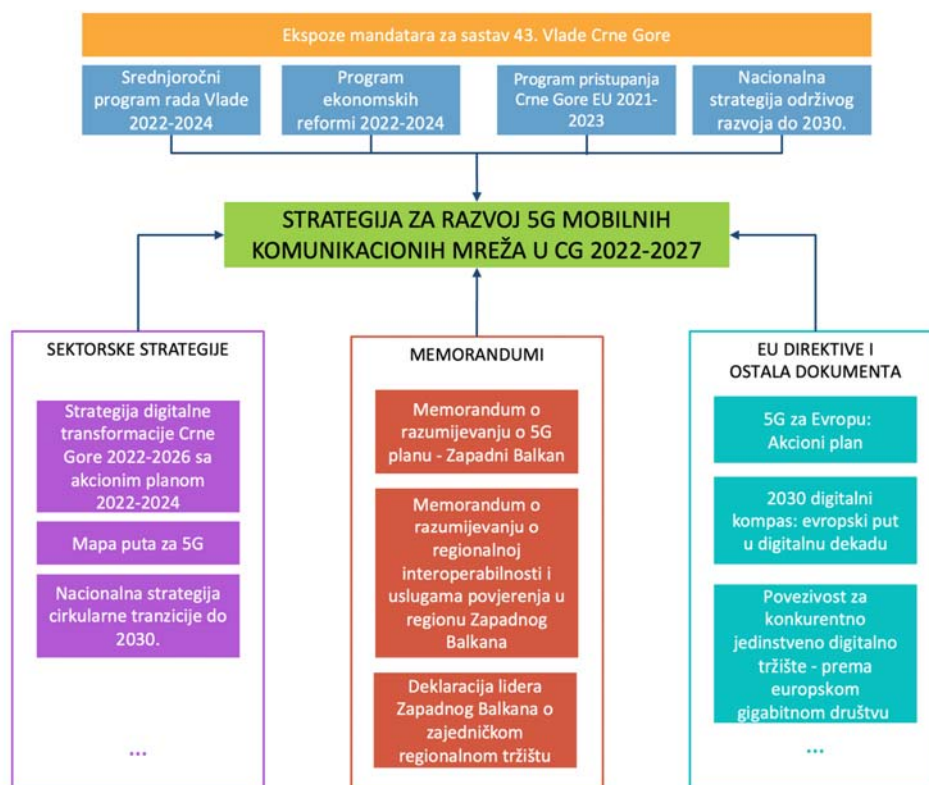 Ekspoze mandatara za sastav 43. Vlade Crne Gore
Srednjoročni
program rada Vlade
2022-2024
Program
ekonomskih
reformi 2022-2024
Program pristupanja
Crne Gore EU 2021-
2023
Nacionalna
strategija održivog
razvoja do 2030.
STRATEGIJA ZA RAZVOJ 5G MOBILNIH
KOMUNIKACIONIH MREŽA U CG 2022-2027
SEKTORSKE STRATEGIJE
Strategija digitalne
transformacije Crne
Gore 2022-2026 sa
akcionim planom
2022-2024
Mapa puta za 5G
Nacionalna strategija
cirkularne tranzicije do
2030.
...
MEMORANDUMI
Memorandum o
razumijevanju o 5G
planu - Zapadni Balkan
Memorandum o
razumijevanju o
regionalnoj
interoperabilnosti i
uslugama povjerenja u
regionu Zapadnog
Balkana
Deklaracija lidera
Zapadnog Balkana o
zajedničkom
regionalnom tržištu
EU DIREKTIVE I
OSTALA DOKUMENTA
5G za Evropu:
Akcioni plan
2030 digitalni
kompas: evropski put
u digitalnu dekadu
Povezivost za
konkurentno
jedinstveno digitalno
tržište - prema
europskom
gigabitnom društvu
...